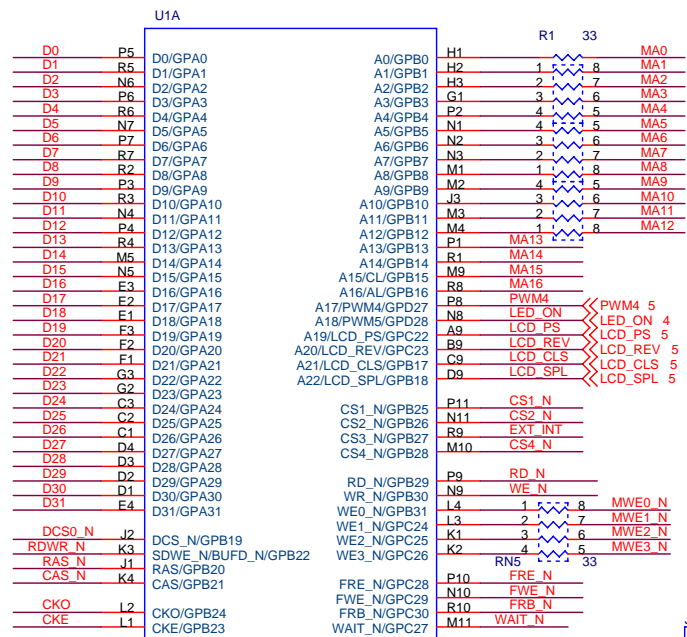 U1A
R1 33
D0 P5 D0/GPA0 A0/GPB0 H1 MA0
D1 R5 D1/GPA1 A1/GPB1 H2 1 8 MA1
D2 N6 D2/GPA2 A2/GPB2 H3 2 7 MA2
D3 P6 D3/GPA3 A3/GPB3 G1 3 6 MA3
D4 R6 D4/GPA4 A4/GPB4 P2 4 5 MA4
D5 N7 D5/GPA5 A5/GPB5 N1 4 5 MA5
D6 P7 D6/GPA6 A6/GPB6 N2 3 6 MA6
D7 R7 D7/GPA7 A7/GPB7 N3 2 7 MA7
D8 R2 D8/GPA8 A8/GPB8 M1 1 8 MA8
D9 P3 D9/GPA9 A9/GPB9 M2 4 5 MA9
D10 R3 D10/GPA10 A10/GPB10 J3 3 6 MA10
D11 N4 D11/GPA11 A11/GPB11 M3 2 7 MA11
D12 P4 D12/GPA12 A12/GPB12 M4 1 8 MA12
D13 R4 D13/GPA13 A13/GPB13 P1 MA13
D14 M5 D14/GPA14 A14/GPB14 R1 MA14
D15 N5 D15/GPA15 A15/CL/GPB15 M9 MA15
D16 E3 D16/GPA16 A16/AL/GPB16 R8 MA16
D17 E2 D17/GPA17 A17/PWM4/GPD27 P8 PWM4 PWM4 5
D18 E1 D18/GPA18 A18/PWM5/GPD28 N8 LED_ON LED_ON 4
D19 F3 D19/GPA19 A19/LCD_PS/GPC22 A9 LCD_PS LCD_PS 5
D20 F2 D20/GPA20 A20/LCD_REV/GPC23 B9 LCD_REV LCD_REV 5
D21 F1 D21/GPA21 A21/LCD_CLS/GPB17 C9 LCD_CLS LCD_CLS 5
D22 G3 D22/GPA22 A22/LCD_SPL/GPB18 D9 LCD_SPL LCD_SPL 5
D23 G2 D23/GPA23
D24 C3 D24/GPA24 CS1_N/GPB25 P11 CS1_N
D25 C2 D25/GPA25 CS2_N/GPB26 N11 CS2_N
D26 C1 D26/GPA26 CS3_N/GPB27 R9 EXT_INT
D27 D4 D27/GPA27 CS4_N/GPB28 M10 CS4_N
D28 D3 D28/GPA28
D29 D2 D29/GPA29 RD_N/GPB29 P9 RD_N
D30 D1 D30/GPA30 WR_N/GPB30 N9 WE_N
D31 E4 D31/GPA31 WE0_N/GPB31 L4 1 8 MWE0_N
WE1_N/GPC24 L3 2 7 MWE1_N
DCS0_N J2 DCS_N/GPB19 WE2_N/GPC25 K1 3 6 MWE2_N
RDWR_N K3 SDWE_N/BUFD_N/GPB22 WE3_N/GPC26 K2 4 5 MWE3_N
RN5 33
RAS_N J1 RAS/GPB20
CAS_N K4 CAS/GPB21 FRE_N/GPC28 P10 FRE_N
FWE_N/GPC29 N10 FWE_N
CKO L2 CKO/GPB24 FRB_N/GPC30 R10 FRB_N
CKE L1 CKE/GPB23 WAIT_N/GPC27 M11 WAIT_N